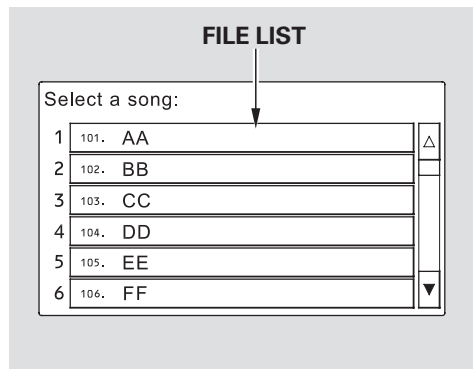 FILE LIST
Select a song:
1 101. AA
2 102. BB
3 103. CC
4 104. DD
5 105. EE
6 106. FF